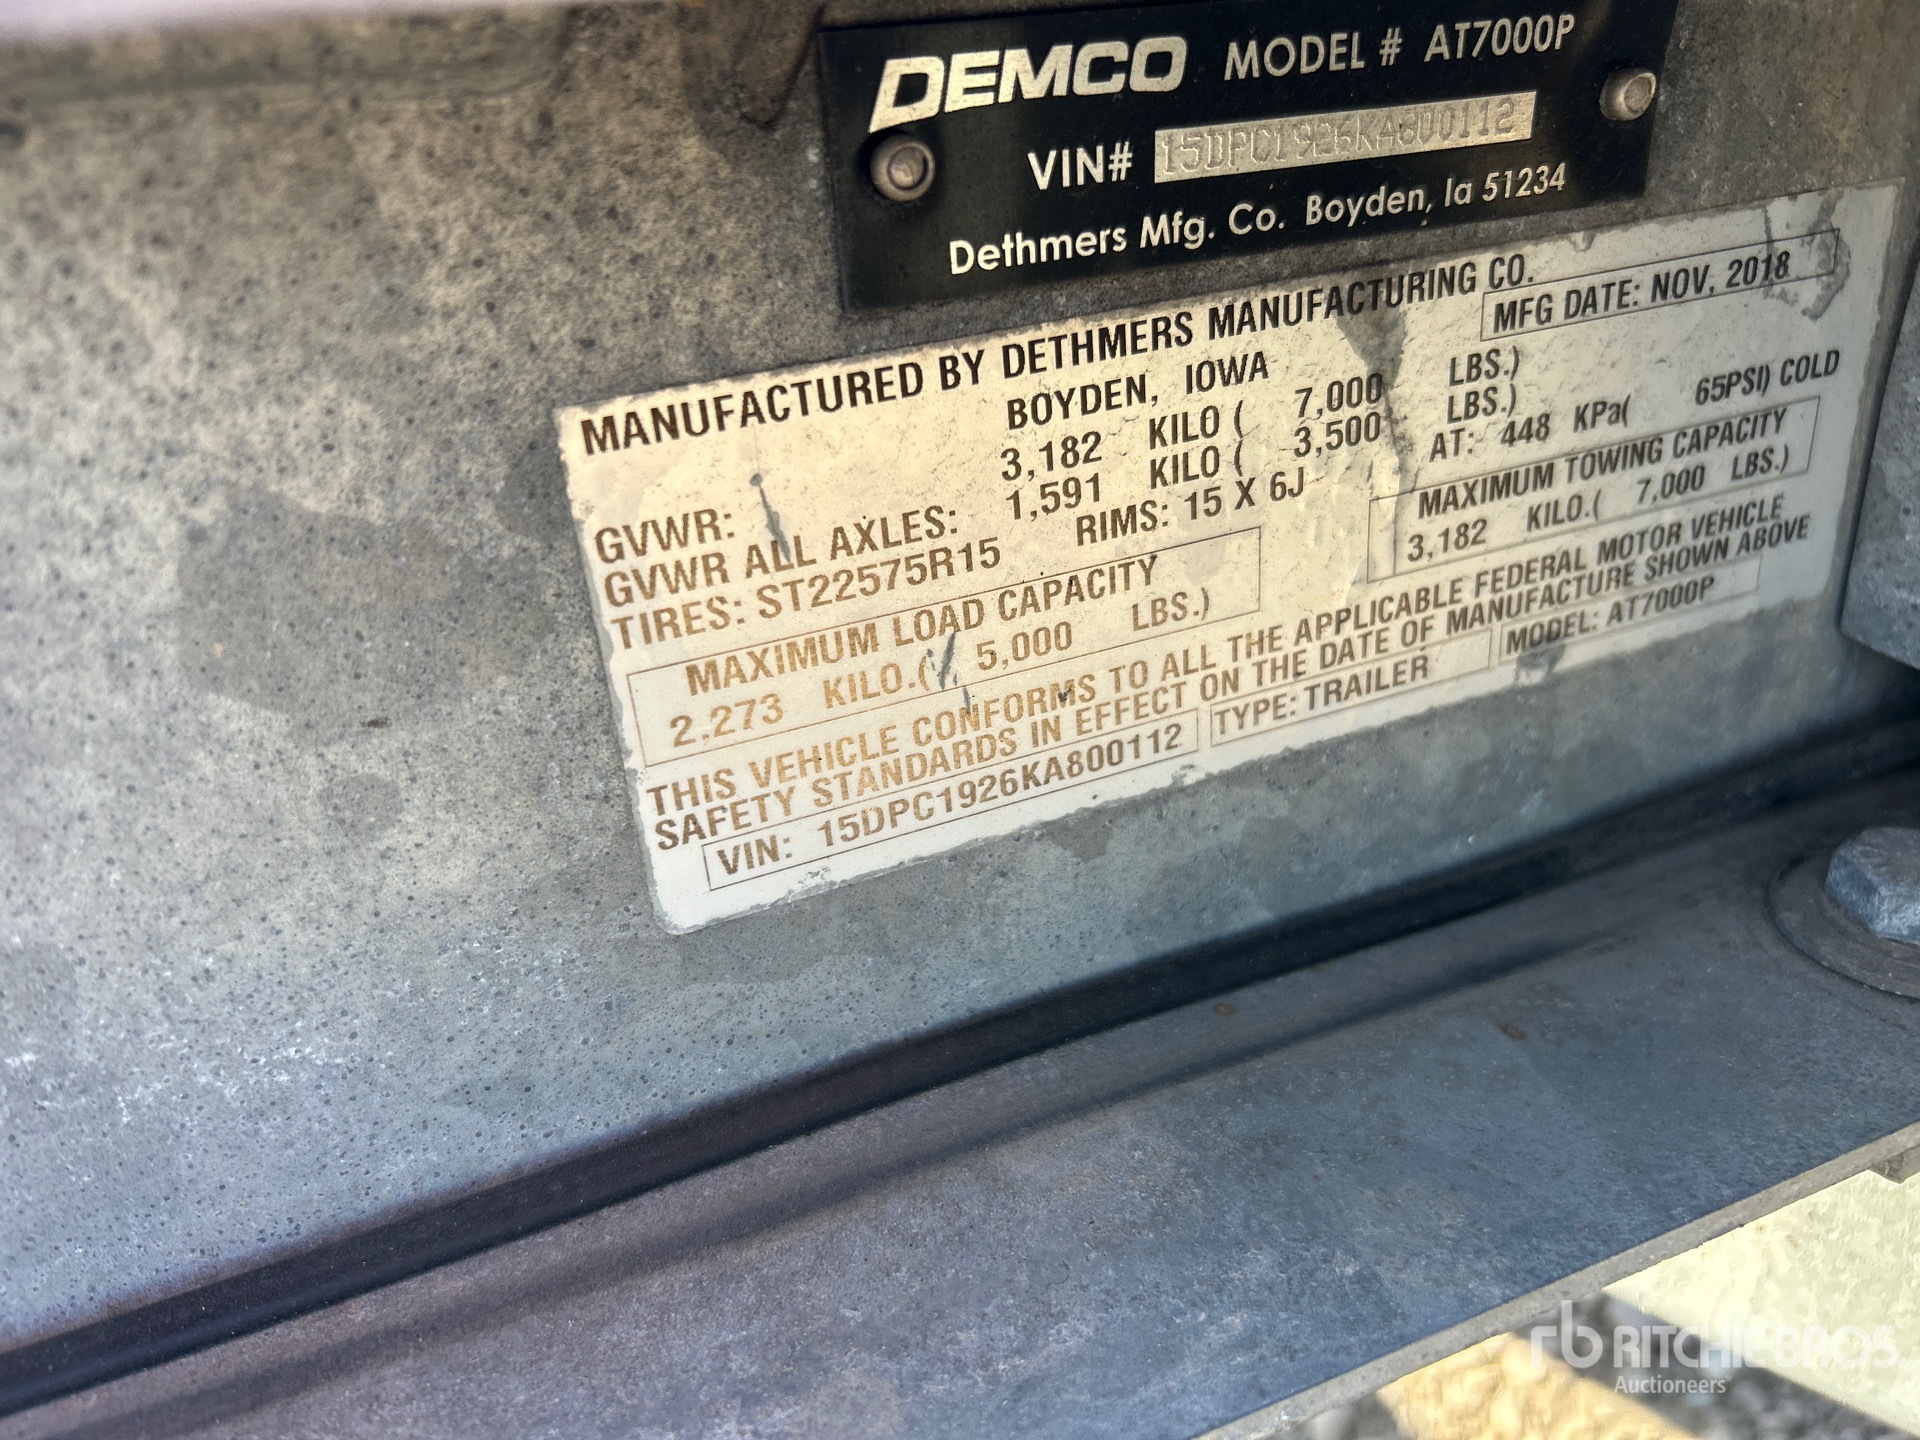 DEMCO MODEL # AT7000P
VIN# 15DPC1926KA800112
Dethmers Mfg. Co. Boyden, Ia 51234
MANUFACTURED BY DETHMERS MANUFACTURING CO.
BOYDEN, IOWA
MFG DATE: NOV, 2018
GVWR: 3,182 KILO ( 7,000 LBS.)
GVWR ALL AXLES: 1,591 KILO ( 3,500 LBS.)
TIRES: ST22575R15 RIMS: 15 X 6J AT: 448 KPa( 65PSI) COLD
MAXIMUM LOAD CAPACITY
2,273 KILO.( 5,000 LBS.)
MAXIMUM TOWING CAPACITY
3,182 KILO.( 7,000 LBS.)
THIS VEHICLE CONFORMS TO ALL THE APPLICABLE FEDERAL MOTOR VEHICLE
SAFETY STANDARDS IN EFFECT ON THE DATE OF MANUFACTURE SHOWN ABOVE
VIN: 15DPC1926KA800112 TYPE: TRAILER MODEL: AT7000P
rb RITCHIE BROS.
Auctioneers